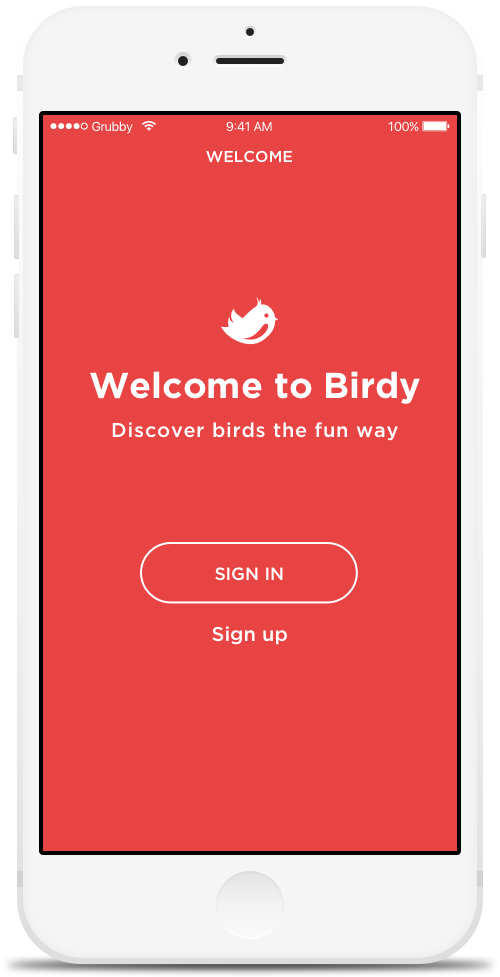 Grubby 9:41 AM 100%
WELCOME
Welcome to Birdy
Discover birds the fun way
SIGN IN
Sign up